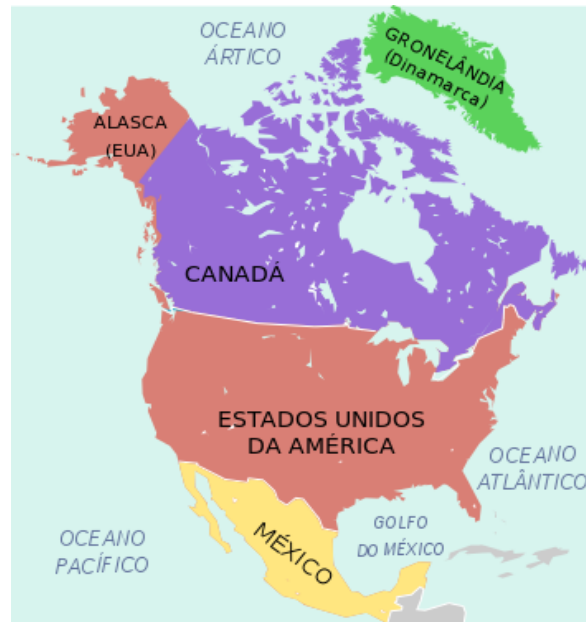 OCEANO
ÁRTICO
GRONELÂNDIA
(Dinamarca)
ALASCA
(EUA)
CANADÁ
ESTADOS UNIDOS
DA AMÉRICA
OCEANO
ATLÂNTICO
GOLFO
DO MÉXICO
OCEANO
PACÍFICO
MÉXICO